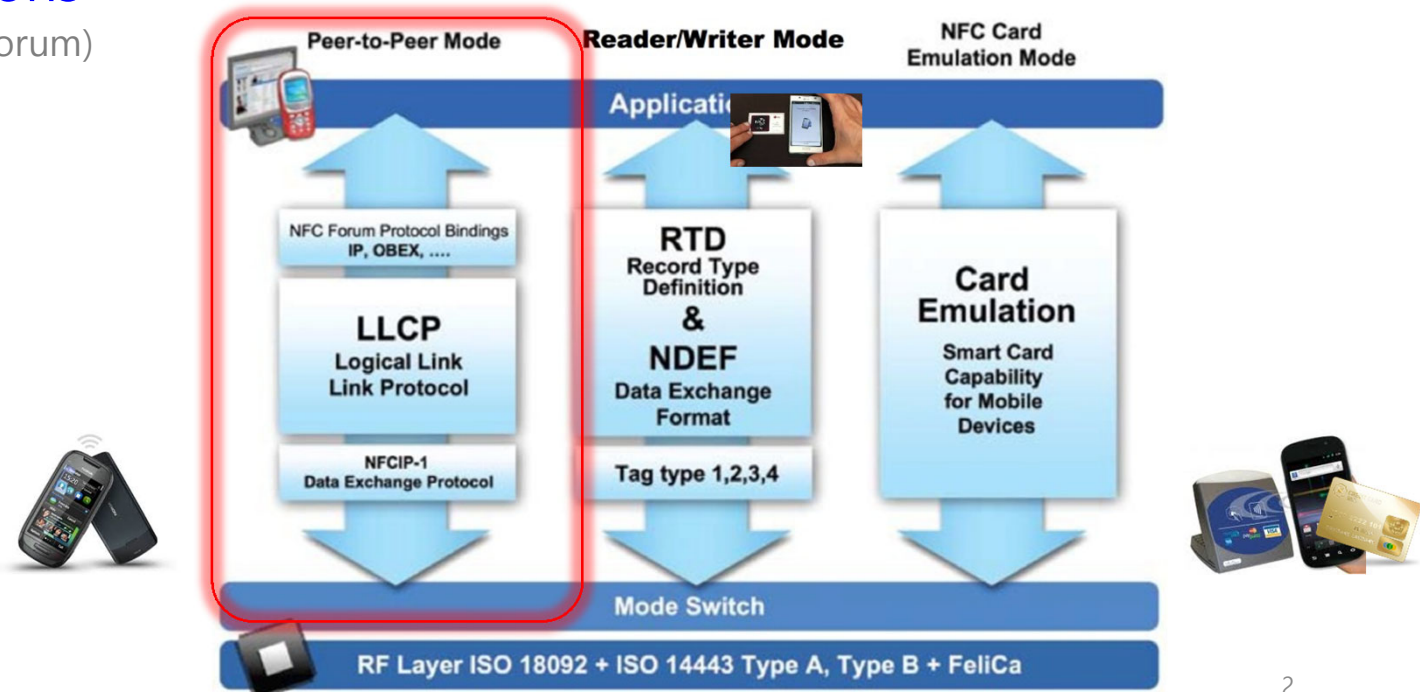 orum)
Peer-to-Peer Mode
Reader/Writer Mode
NFC Card
Emulation Mode
NFC Forum Protocol Bindings
IP, OBEX, ....
LLCP
Logical Link
Link Protocol
NFCIP-1
Data Exchange Protocol
RTD
Record Type
Definition
&
NDEF
Data Exchange
Format
Tag type 1,2,3,4
Card
Emulation
Smart Card
Capability
for Mobile
Devices
Mode Switch
RF Layer ISO 18092 + ISO 14443 Type A, Type B + FeliCa
2